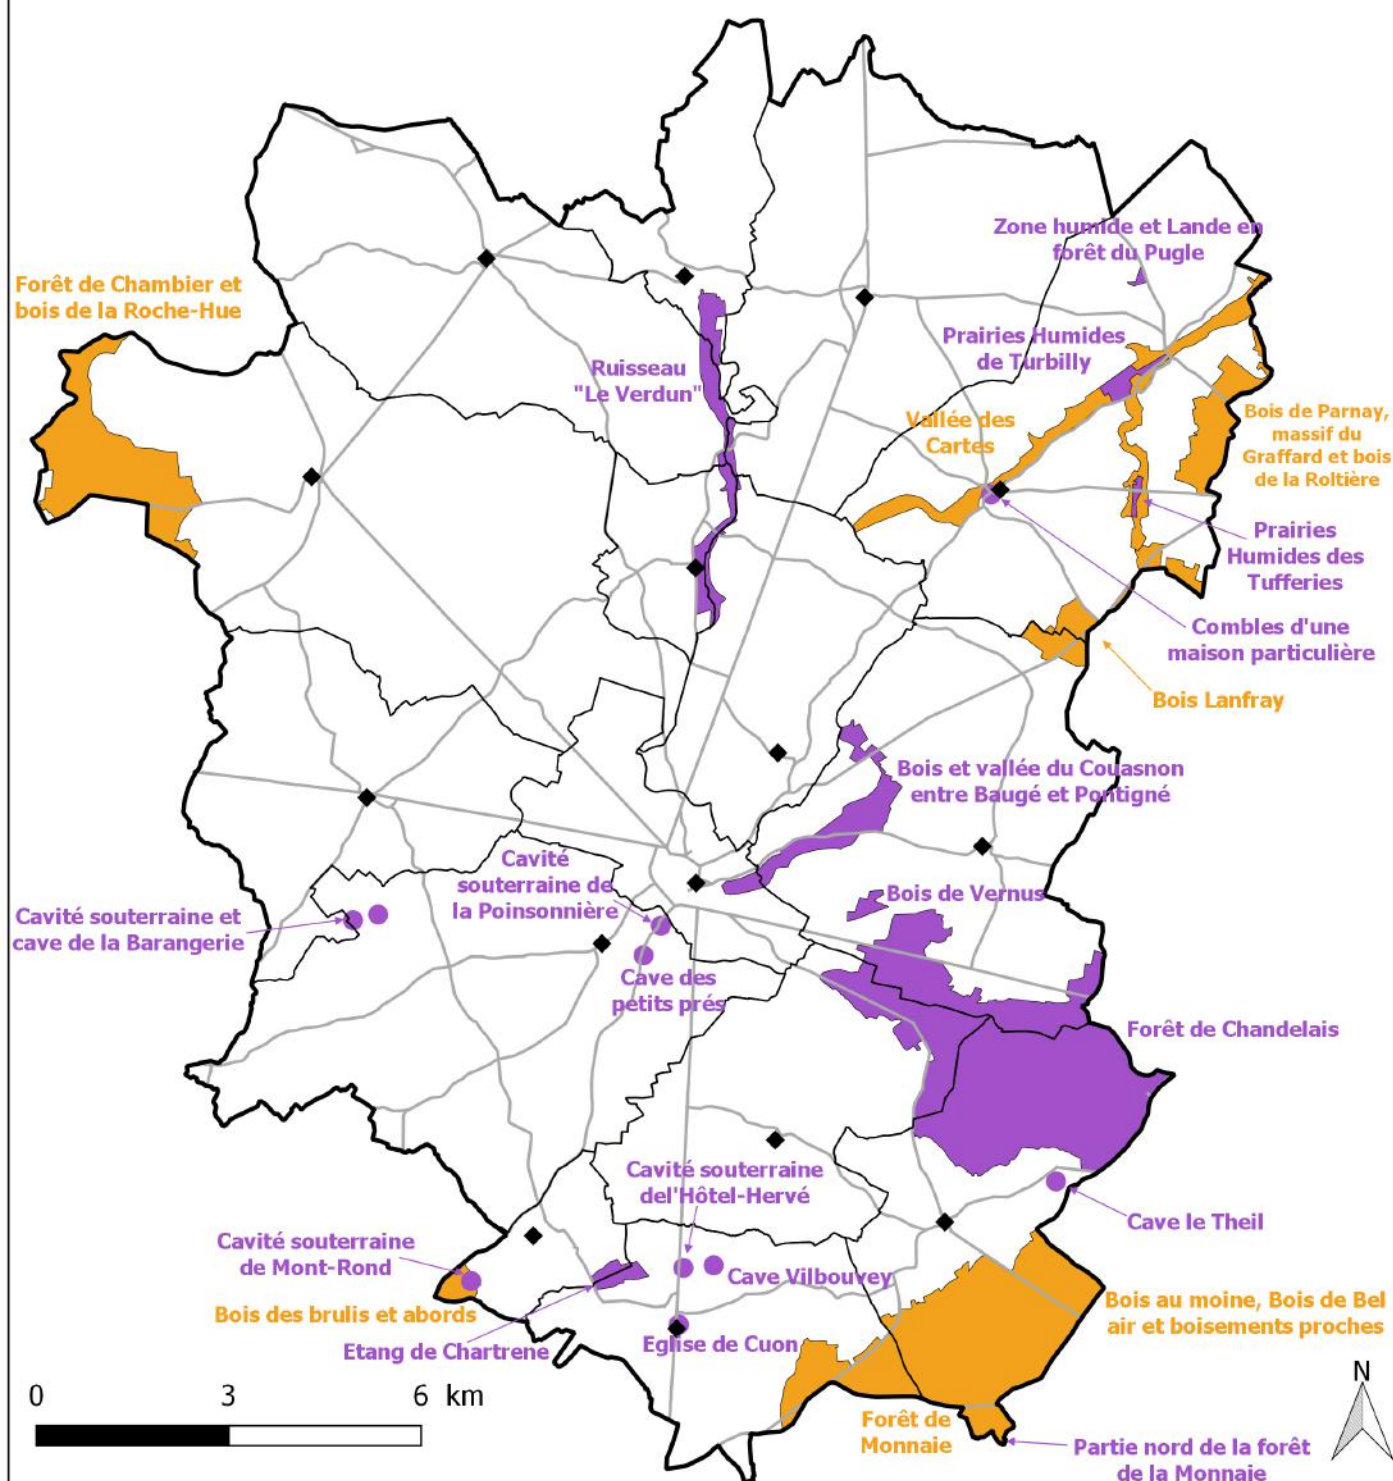 Zone humide et Lande en
forêt du Pugle
Forêt de Chambier et
bois de la Roche-Hue
Prairies Humides
de Turbilly
Ruisseau
"Le Verdun"
Vallée des
Cartes
Bois de Parnay,
massif du
Graffard et bois
de la Roltière
Prairies
Humides des
Tufferies
Combles d'une
maison particulière
Bois Lanfray
Bois et vallée du Couasnon
entre Baugé et Pontigné
Cavité
souterraine de
la Poinsonnière
Bois de Vernus
Cavité souterraine et
cave de la Barangerie
Cave des
petits prés
Forêt de Chandelais
Cavité souterraine
del'Hôtel-Hervé
Cave le Theil
Cavité souterraine
de Mont-Rond
Cave Vilbouvey
Bois des brulis et abords
Bois au moine, Bois de Bel
air et boisements proches
Etang de Chartrene
Eglise de Cuon
0 3 6 km
N
Forêt de
Monnaie
Partie nord de la forêt
de la Monnaie